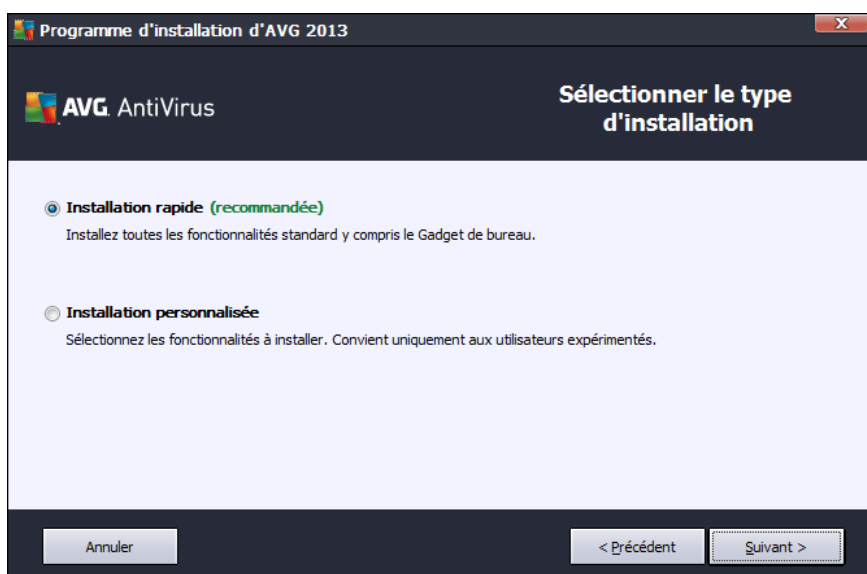 Programme d'installation d'AVG 2013
X
AVG. AntiVirus
Sélectionner le type
d'installation
Installation rapide (recommandée)
Installez toutes les fonctionnalités standard y compris le Gadget de bureau.
Installation personnalisée
Sélectionnez les fonctionnalités à installer. Convient uniquement aux utilisateurs expérimentés.
Annuler
< Précédent
Suivant >